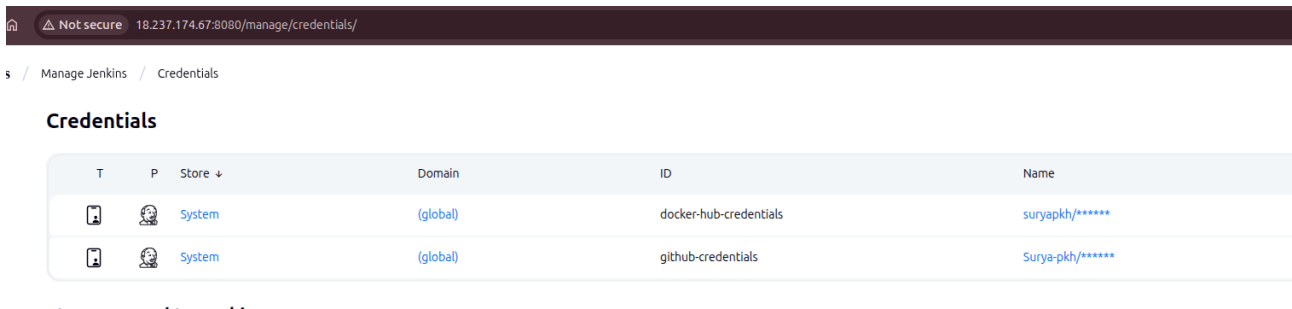 Not secure 18.237.174.67:8080/manage/credentials/
s / Manage Jenkins / Credentials
Credentials
T P Store ↓ Domain ID Name
System (global) docker-hub-credentials suryapkh/******
System (global) github-credentials Surya-pkh/******